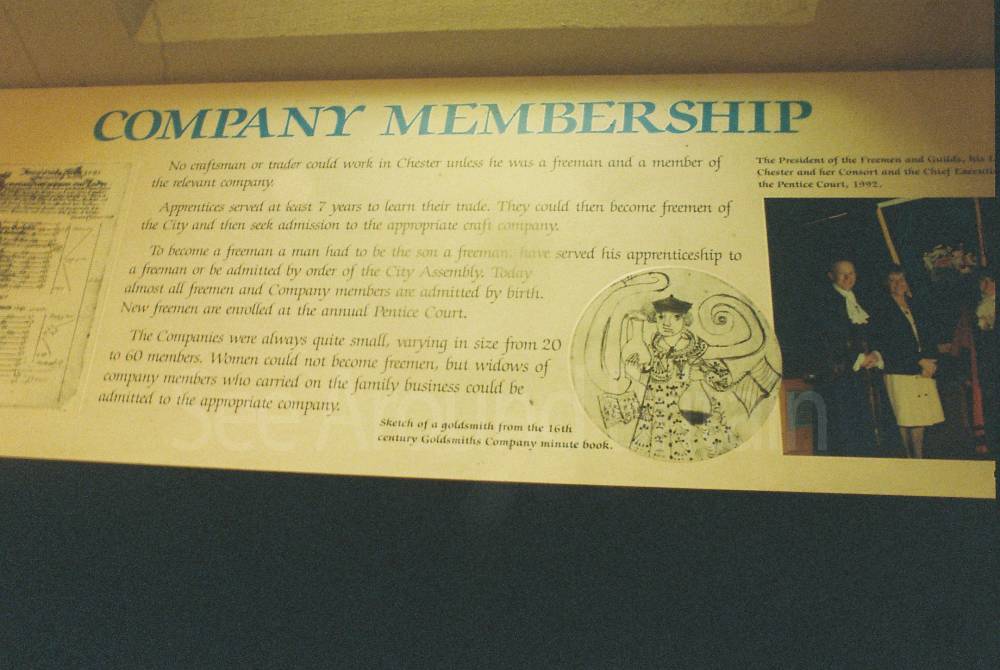 COMPANY MEMBERSHIP
No craftsman or trader could work in Chester unless he was a freeman and a member of
the relevant company.
Apprentices served at least 7 years to learn their trade. They could then become freemen of
the City and then seek admission to the appropriate craft company.
To become a freeman a man had to be the son a freeman, have served his apprenticeship to
a freeman or be admitted by order of the City Assembly. Today
almost all freemen and Company members are admitted by birth.
New freemen are enrolled at the annual Pentice Court.
The Companies were always quite small, varying in size from 20
to 60 members. Women could not become freemen, but widows of
company members who carried on the family business could be
admitted to the appropriate company.
Sketch of a goldsmith from the 16th
century Goldsmiths Company minute book.
The President of the Freemen and Guilds, his
Chester and her Consort and the Chief
the Pentice Court, 1992.
See Around Britain